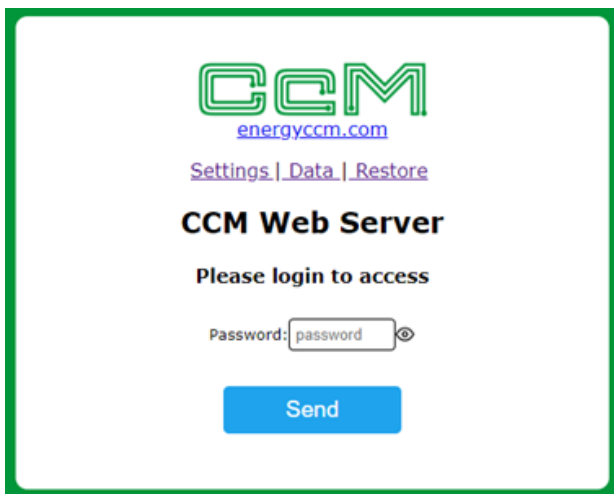 CcM
energyccm.com
Settings | Data | Restore
CCM Web Server
Please login to access
Password: password
Send